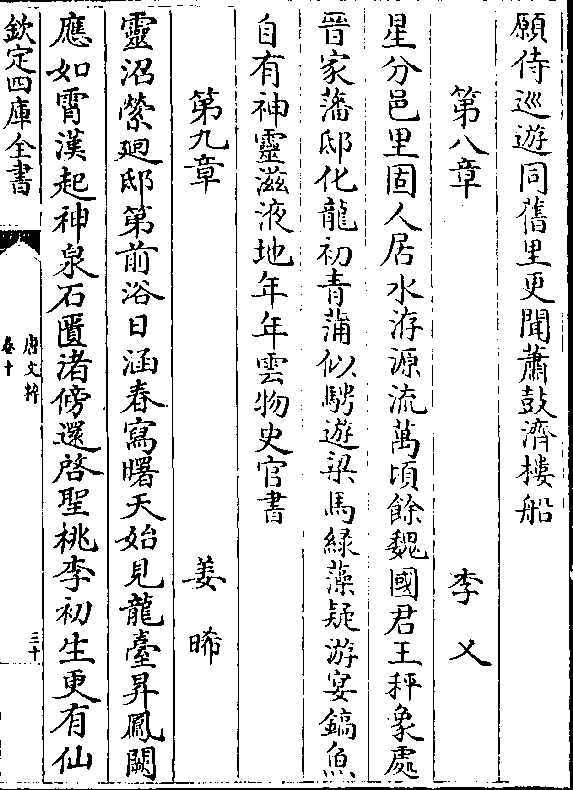 願侍巡遊同舊里更聞蕭鼓濟樓船
第八章 李乂
星分邑里固人居水洊源流萬頃餘魏國君王秤象處
晉家藩邸化龍初青蒲似騁遊梁馬緑藻疑游宴鎬魚
自有神靈滋液地年年雲物史官書
第九章 姜晞
靈沼縈廻邸第前浴日涵春寫曙天始見龍臺昇鳳闕
應如霄漢起神泉石匱渚傍還啓聖桃李初生更有仙
欽定四庫全書
唐文粹
卷十
三十